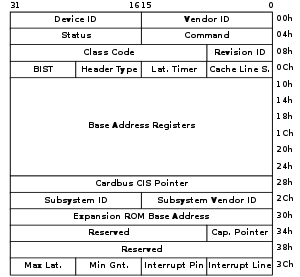 31 16 15 0
Device ID Vendor ID 00h
Status Command 04h
Class Code Revision ID 08h
BIST Header Type Lat. Timer Cache Line S. 0Ch
10h
14h
18h
Base Address Registers 1Ch
20h
24h
Cardbus CIS Pointer 28h
Subsystem ID Subsystem Vendor ID 2Ch
Expansion ROM Base Address 30h
Reserved Cap. Pointer 34h
Reserved 38h
Max Lat. Min Gnt. Interrupt Pin Interrupt Line 3Ch